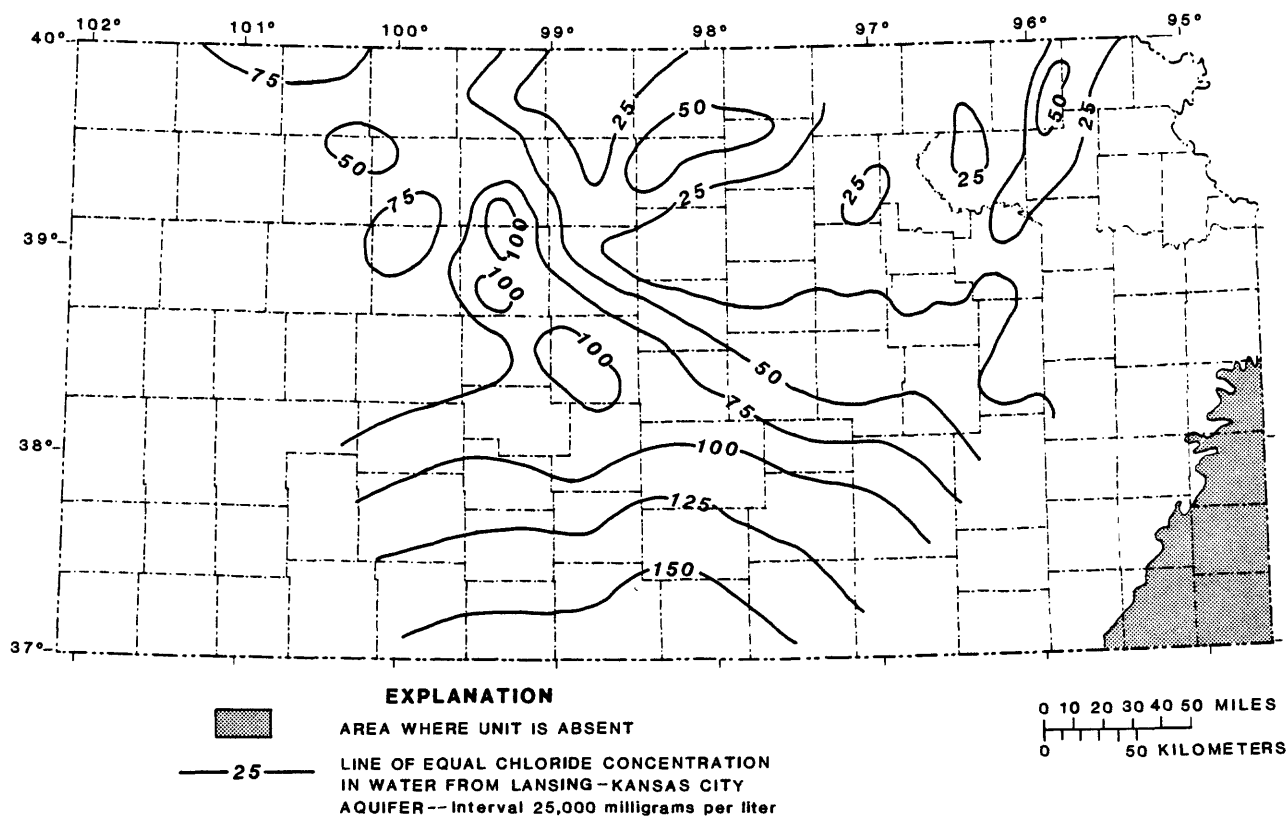 102° 101° 100° 99° 98° 97° 96° 95°
40°
75
25
50
50
25
50
75
25
25
25
39°
100
100
100
50
75
38°
100
125
150
37°
EXPLANATION
AREA WHERE UNIT IS ABSENT
25
LINE OF EQUAL CHLORIDE CONCENTRATION
IN WATER FROM LANSING-KANSAS CITY
AQUIFER--Interval 25,000 milligrams per liter
0 10 20 30 40 50 MILES
0 50 KILOMETERS